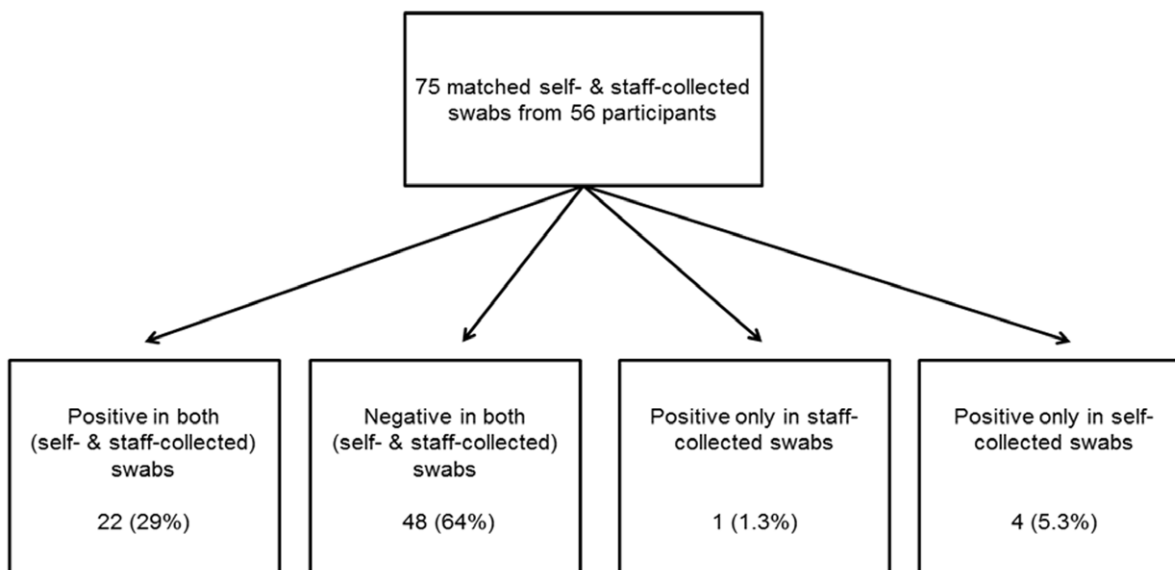 75 matched self- & staff-collected
swabs from 56 participants
Positive in both
(self- & staff-collected)
swabs
22 (29%)
Negative in both
(self- & staff-collected)
swabs
48 (64%)
Positive only in staff-
collected swabs
1 (1.3%)
Positive only in self-
collected swabs
4 (5.3%)